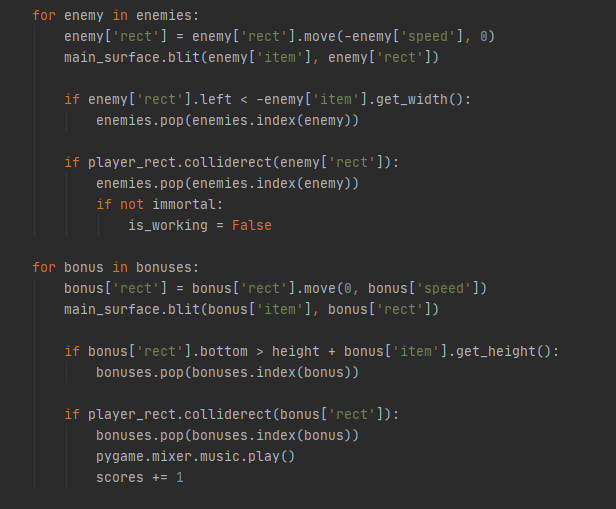 for enemy in enemies:
    enemy['rect'] = enemy['rect'].move(-enemy['speed'], 0)
    main_surface.blit(enemy['item'], enemy['rect'])

    if enemy['rect'].left < -enemy['item'].get_width():
        enemies.pop(enemies.index(enemy))

    if player_rect.colliderect(enemy['rect']):
        enemies.pop(enemies.index(enemy))
        if not immortal:
            is_working = False

for bonus in bonuses:
    bonus['rect'] = bonus['rect'].move(0, bonus['speed'])
    main_surface.blit(bonus['item'], bonus['rect'])

    if bonus['rect'].bottom > height + bonus['item'].get_height():
        bonuses.pop(bonuses.index(bonus))

    if player_rect.colliderect(bonus['rect']):
        bonuses.pop(bonuses.index(bonus))
        pygame.mixer.music.play()
        scores += 1